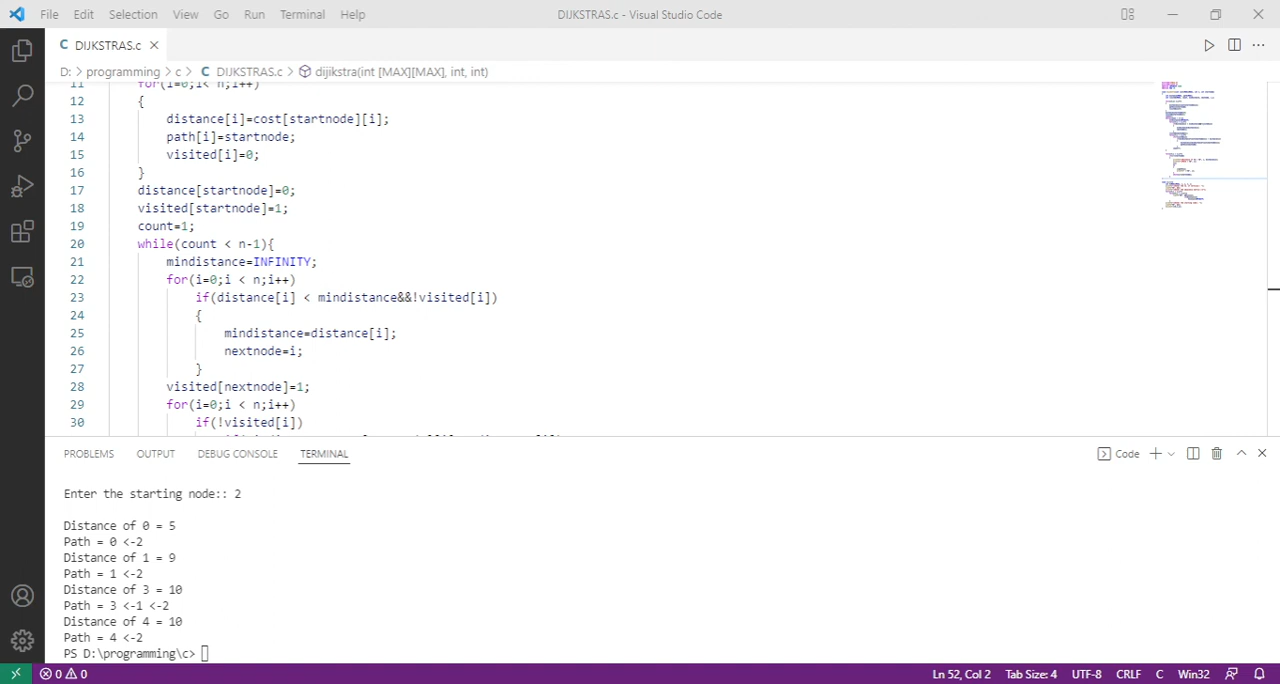 File Edit Selection View Go Run Terminal Help DIJKSTRAS.c - Visual Studio Code
C DIJKSTRAS.c
D: > programming > c > C DIJKSTRAS.c > dijikstra(int [MAX][MAX], int, int)
11 for(i=0;i< n;i++)
12 {
13 distance[i]=cost[startnode][i];
14 path[i]=startnode;
15 visited[i]=0;
16 }
17 distance[startnode]=0;
18 visited[startnode]=1;
19 count=1;
20 while(count < n-1){
21 mindistance=INFINITY;
22 for(i=0;i < n;i++)
23 if(distance[i] < mindistance&&!visited[i])
24 {
25 mindistance=distance[i];
26 nextnode=i;
27 }
28 visited[nextnode]=1;
29 for(i=0;i < n;i++)
30 if(!visited[i])
PROBLEMS OUTPUT DEBUG CONSOLE TERMINAL Code
Enter the starting node:: 2
Distance of 0 = 5
Path = 0 <-2
Distance of 1 = 9
Path = 1 <-2
Distance of 3 = 10
Path = 3 <-1 <-2
Distance of 4 = 10
Path = 4 <-2
PS D:\programming\c>
0 0 Ln 52, Col 2 Tab Size: 4 UTF-8 CRLF C Win32